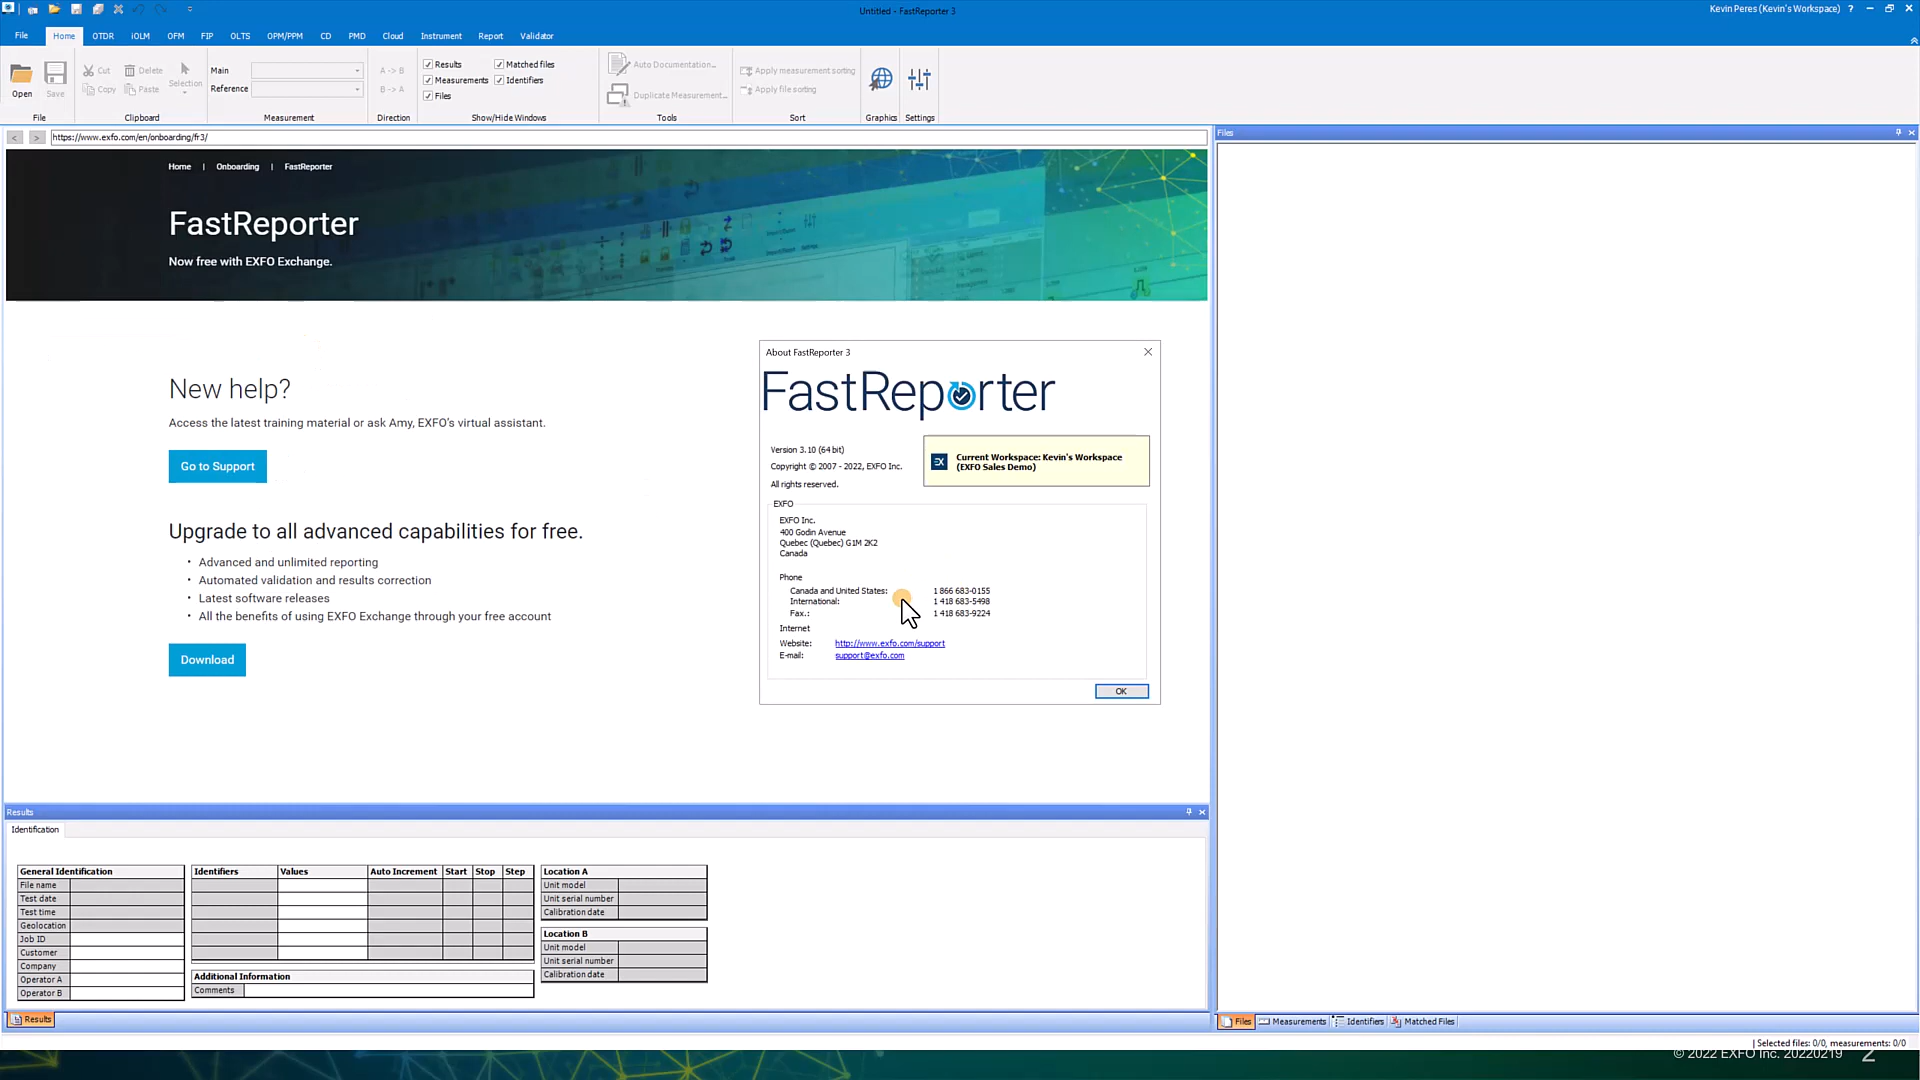 Untitled - FastReporter 3
Kevin Peres (Kevin's Workspace) ?
File Home OTDR iOLM OFM FIP OLTS OPM/PPM CD PMD Cloud Instrument Report Validator
Open
Save
Cut
Copy
Delete
Paste
Selection
Main
Reference
A -> B
B -> A
Results
Measurements
Files
Matched files
Identifiers
Auto Documentation...
Duplicate Measurement...
Apply measurement sorting
Apply file sorting
Graphics
Settings
File Clipboard Measurement Direction Show/Hide Windows Tools Sort
< > https://www.exfo.com/en/onboarding/fr3/
Home | Onboarding | FastReporter
FastReporter
Now free with EXFO Exchange.
New help?
Access the latest training material or ask Amy, EXFO's virtual assistant.
Go to Support
Upgrade to all advanced capabilities for free.
• Advanced and unlimited reporting
• Automated validation and results correction
• Latest software releases
• All the benefits of using EXFO Exchange through your free account
Download
About FastReporter 3
FastReporter
Version 3.10 (64 bit)
Copyright © 2007 - 2022, EXFO Inc.
All rights reserved.
EX
Current Workspace: Kevin's Workspace
(EXFO Sales Demo)
EXFO
EXFO Inc.
400 Godin Avenue
Quebec (Quebec) G1M 2K2
Canada
Phone
Canada and United States: 1 866 683-0155
International: 1 418 683-5498
Fax.: 1 418 683-9224
Internet
Website: http://www.exfo.com/support
E-mail: support@exfo.com
OK
Results
Identification
General Identification
File name
Test date
Test time
Geolocation
Job ID
Customer
Company
Operator A
Operator B
Identifiers Values Auto Increment Start Stop Step
Additional Information
Comments
Location A
Unit model
Unit serial number
Calibration date
Location B
Unit model
Unit serial number
Calibration date
Results
Files
Files Measurements Identifiers Matched Files
Selected files: 0/0, measurements: 0/0
© 2022 EXFO Inc. 20220219 2